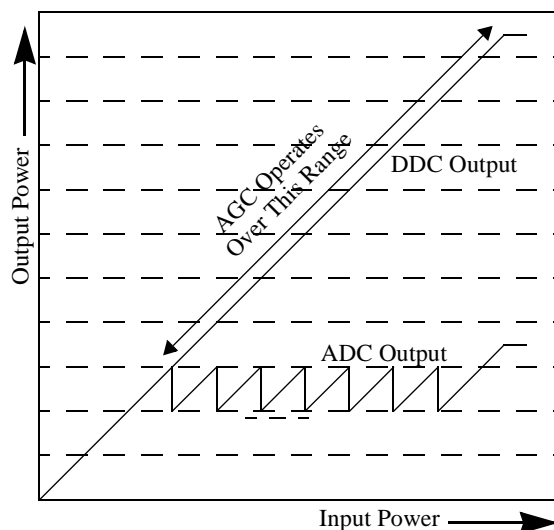 AGC Operates
Over This Range
DDC Output
Output Power
ADC Output
Input Power